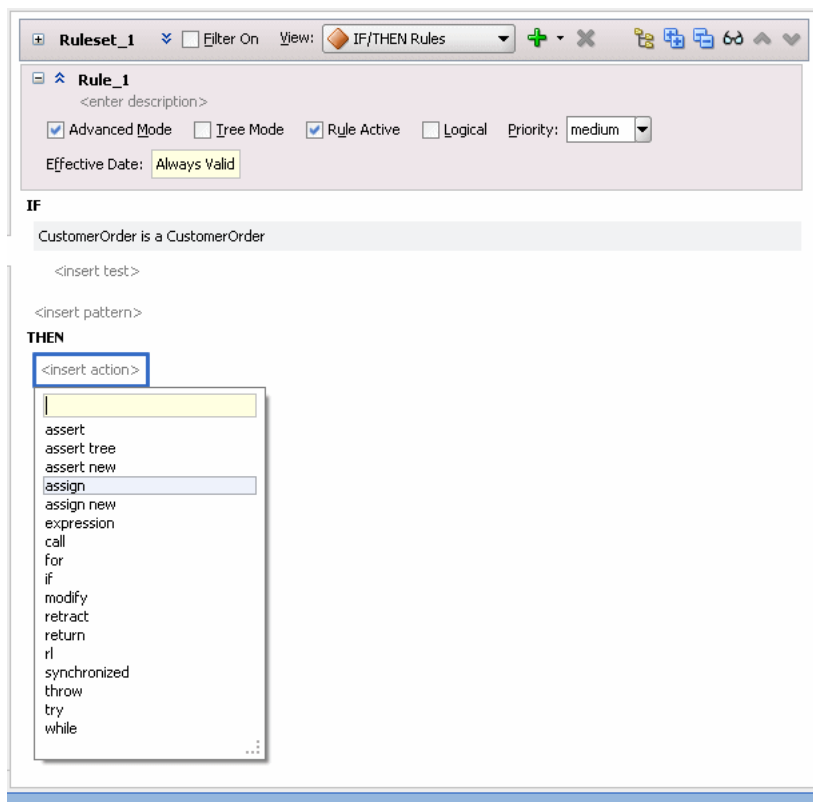 Ruleset_1 Filter On View: IF/THEN Rules
Rule_1
<enter description>
Advanced Mode Tree Mode Rule Active Logical Priority: medium
Effective Date: Always Valid
IF
CustomerOrder is a CustomerOrder
<insert test>
<insert pattern>
THEN
<insert action>
assert
assert tree
assert new
assign
assign new
expression
call
for
if
modify
retract
return
rl
synchronized
throw
try
while